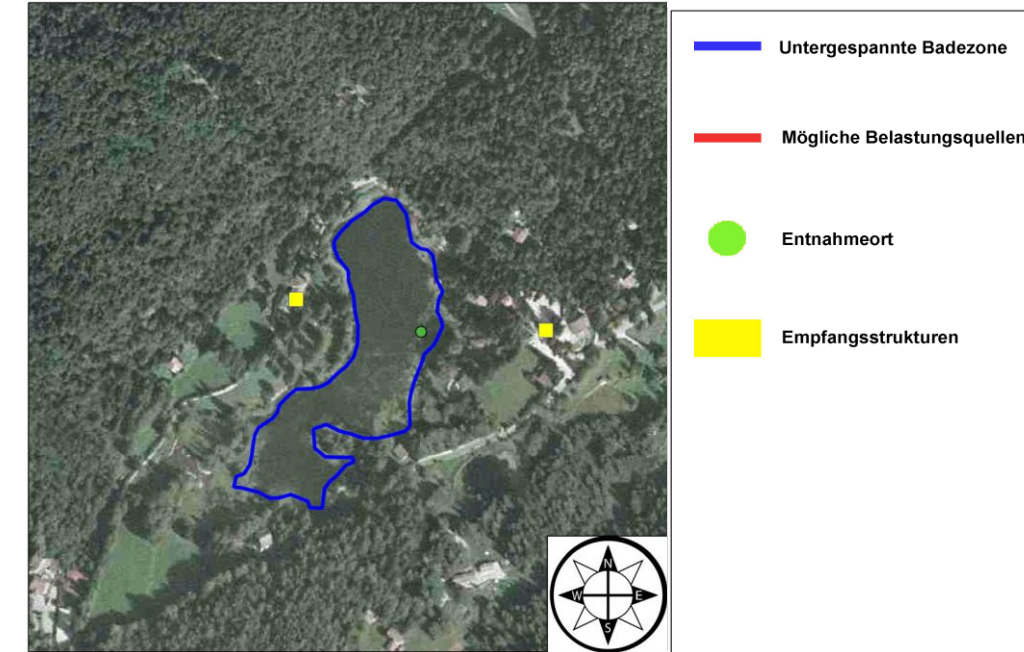 Untergespannte Badezone
Mögliche Belastungsquellen
Entnahmeort
Empfangsstrukturen
N
W E
S